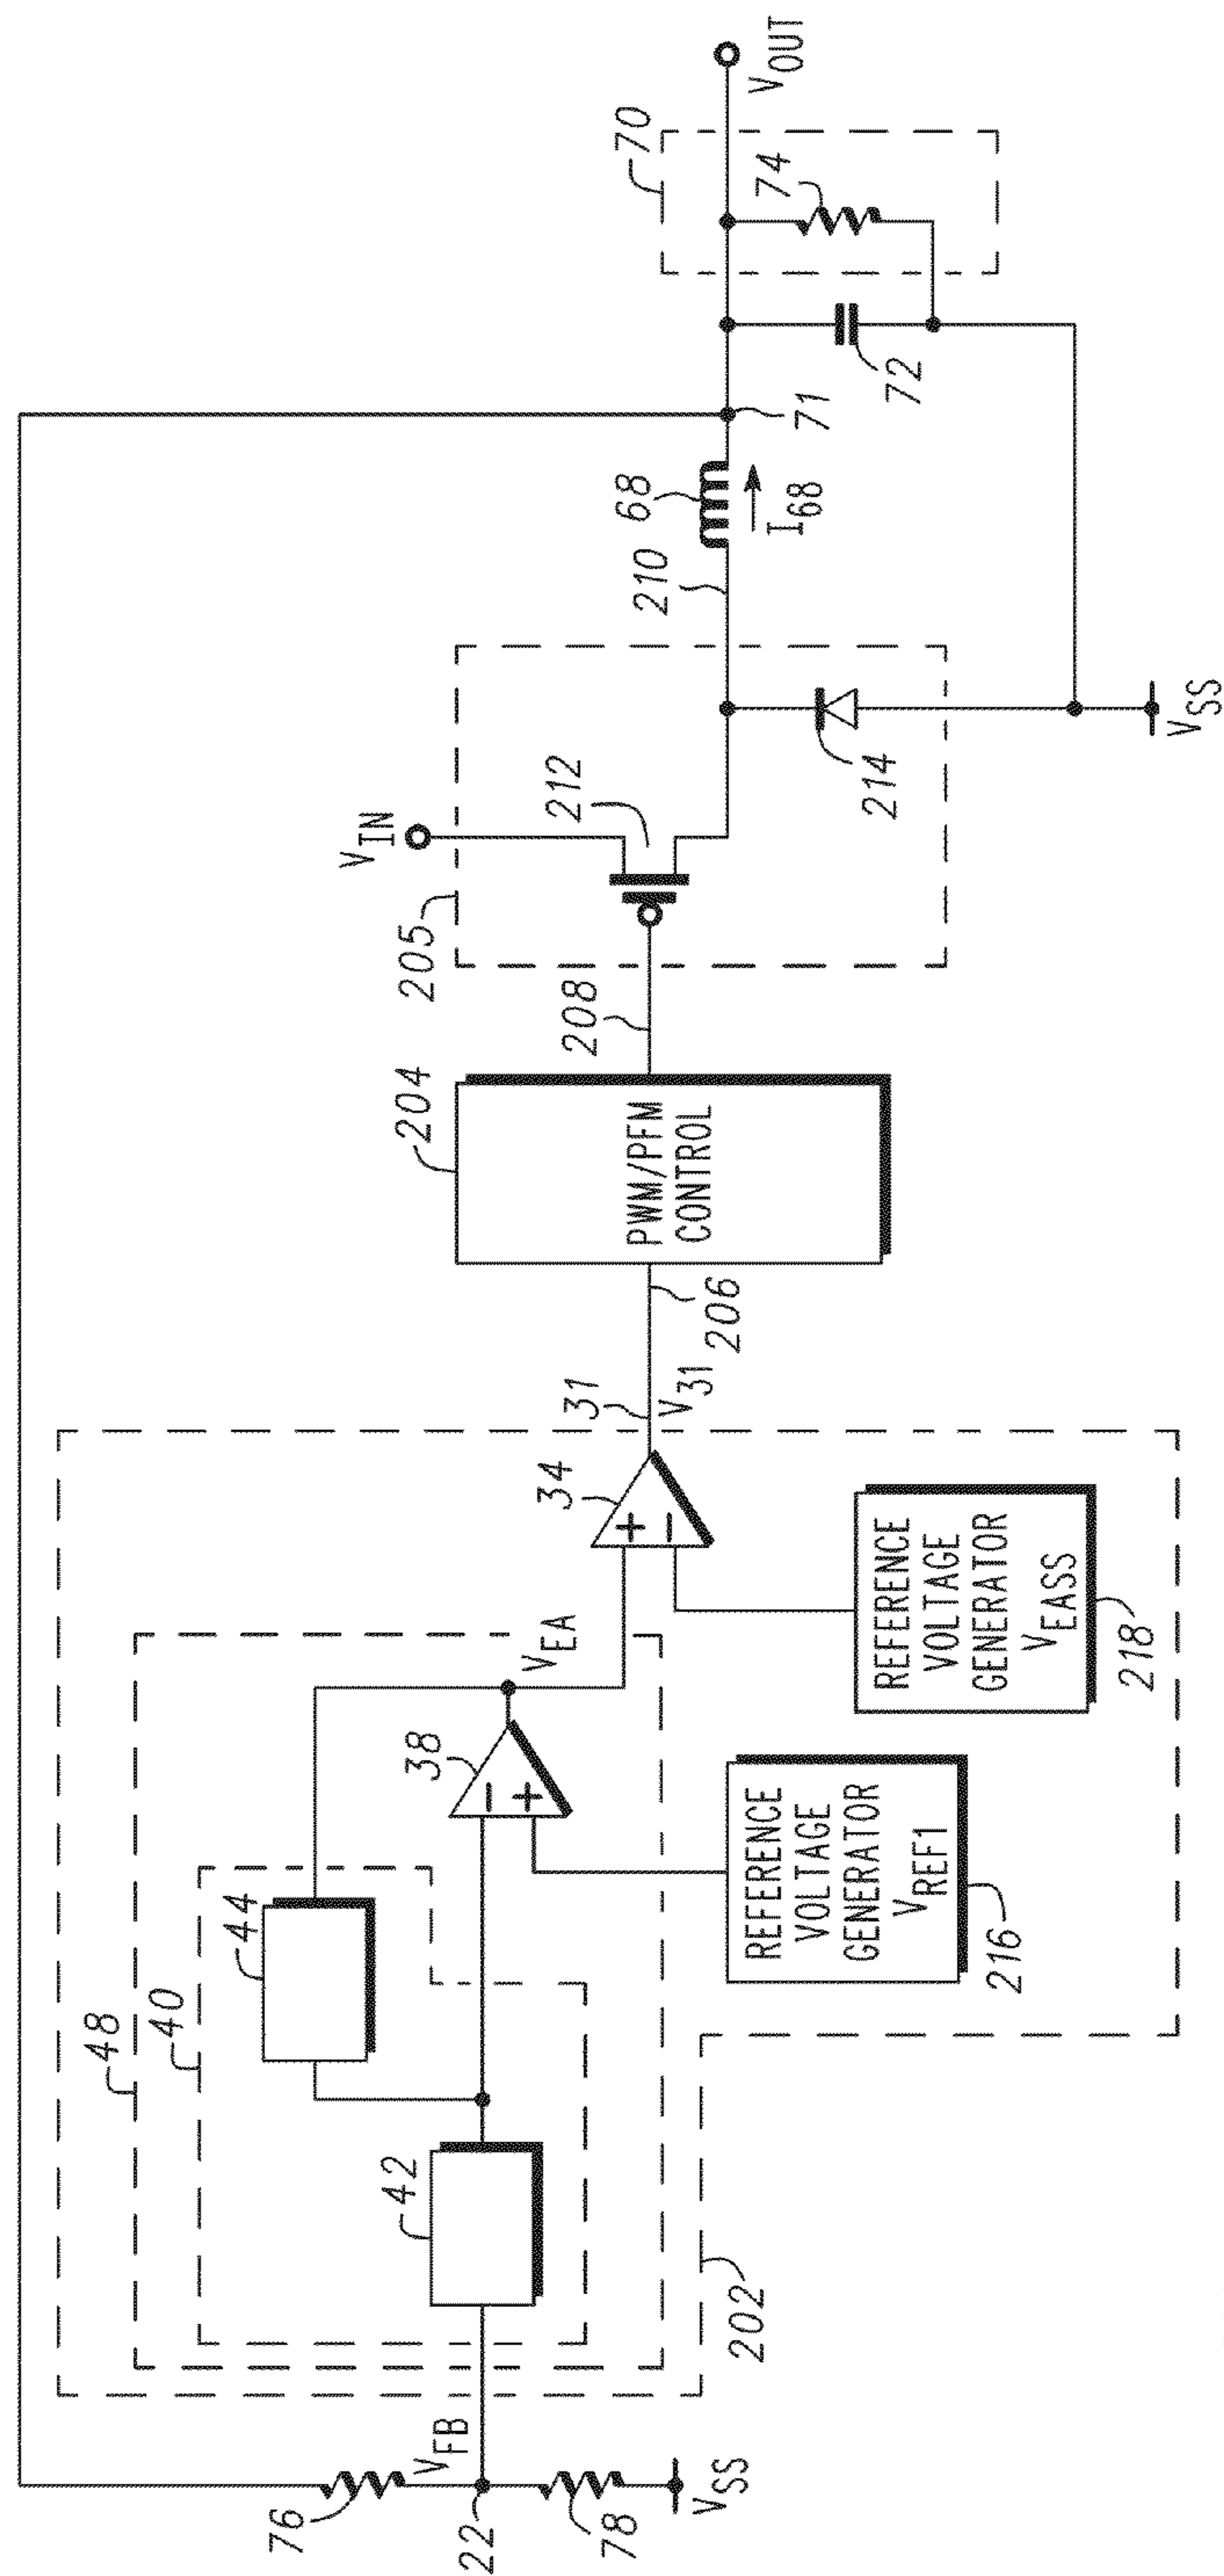 76
V_FB
22
78
V_SS
48
40
44
42
38
V_EA
202
REFERENCE
VOLTAGE
GENERATOR
V_REF1
216
34
31
V_31
206
REFERENCE
VOLTAGE
GENERATOR
V_EASS
218
204
PWM/PFM
CONTROL
208
205
V_IN
212
214
V_SS
210
68
I_68
71
72
70
74
V_OUT